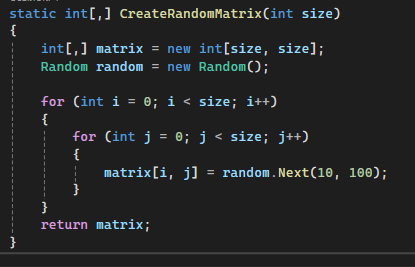 static int[,] CreateRandomMatrix(int size)
{
    int[,] matrix = new int[size, size];
    Random random = new Random();

    for (int i = 0; i < size; i++)
    {
        for (int j = 0; j < size; j++)
        {
            matrix[i, j] = random.Next(10, 100);
        }
    }
    return matrix;
}